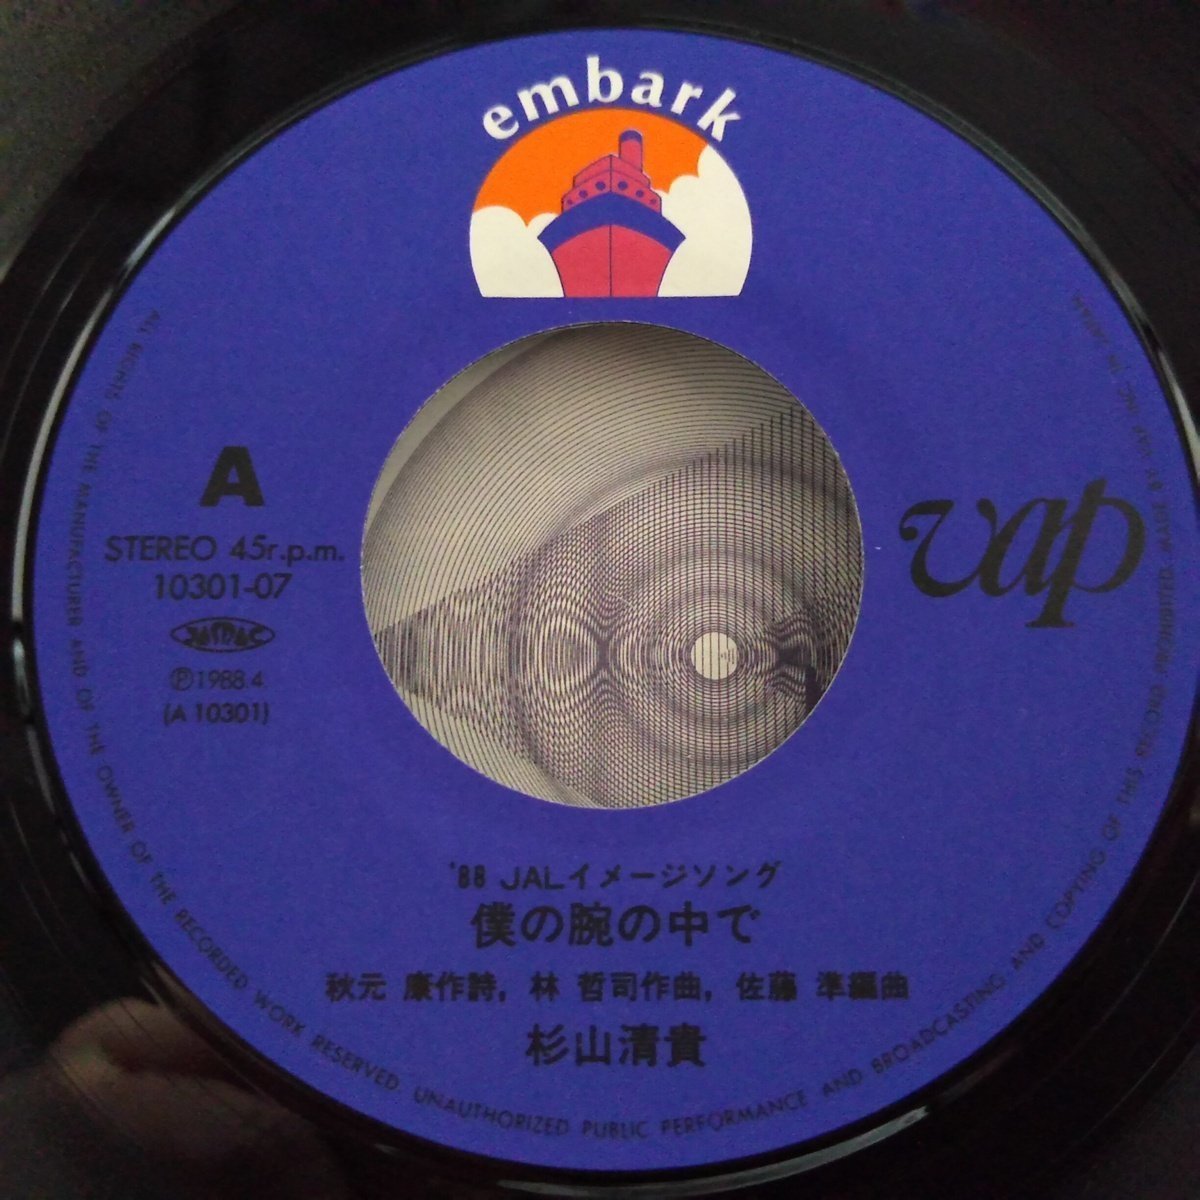 embark
A
STEREO 45r.p.m.
10301-07
JASRAC
Ⓟ1988.4
(A 10301)
vap
'88 JALイメージソング
僕の腕の中で
秋元 康作詩, 林 哲司作曲, 佐藤 準編曲
杉山清貴
ALL RIGHTS OF THE MANUFACTURER AND OF THE OWNER OF THE RECORDED WORK RESERVED UNAUTHORIZED PUBLIC PERFORMANCE AND BROADCASTING AND COPYING OF THIS RECORD PROHIBITED. MADE BY VAP INC. IN JAPAN